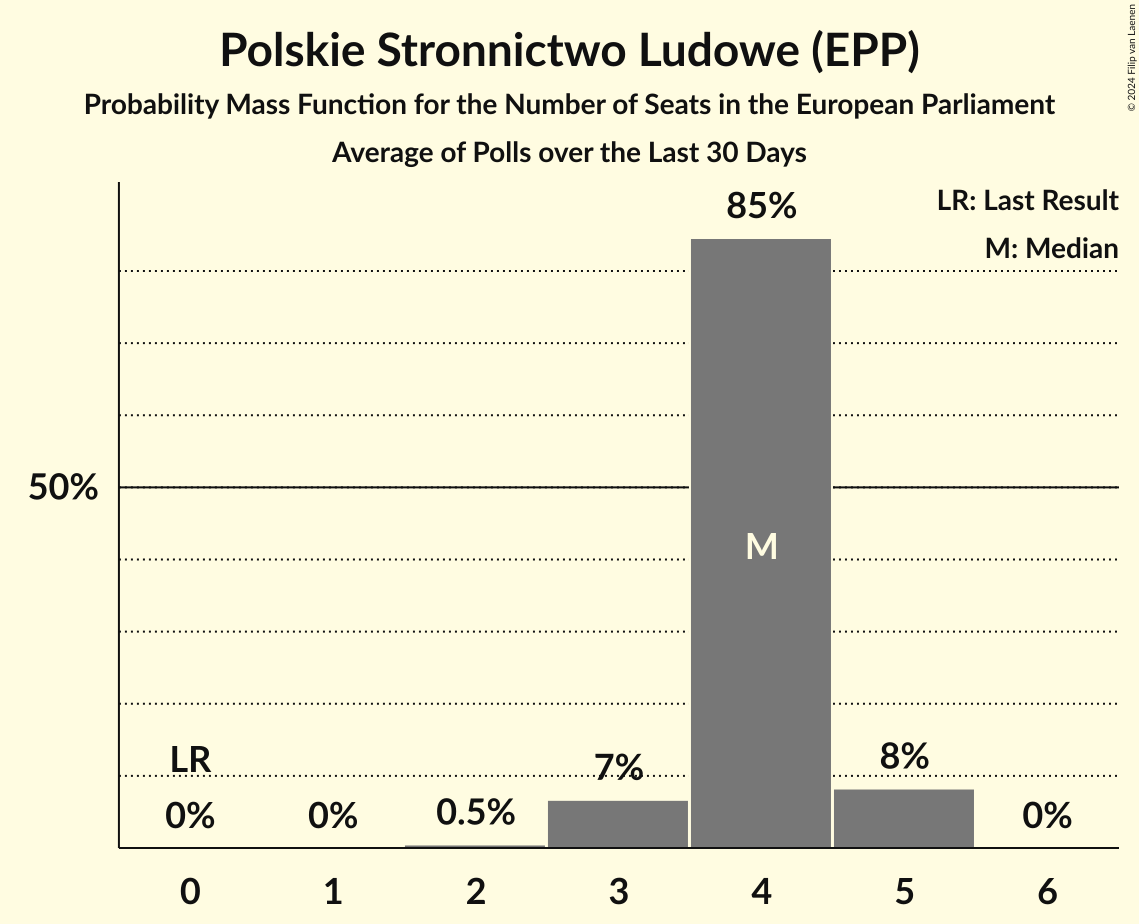 Polskie Stronnictwo Ludowe (EPP)
Probability Mass Function for the Number of Seats in the European Parliament
Average of Polls over the Last 30 Days
© 2024 Filip van Laenen
LR: Last Result
M: Median
85%
50%
M
LR
0%
0%
0.5%
7%
8%
0%
0
1
2
3
4
5
6